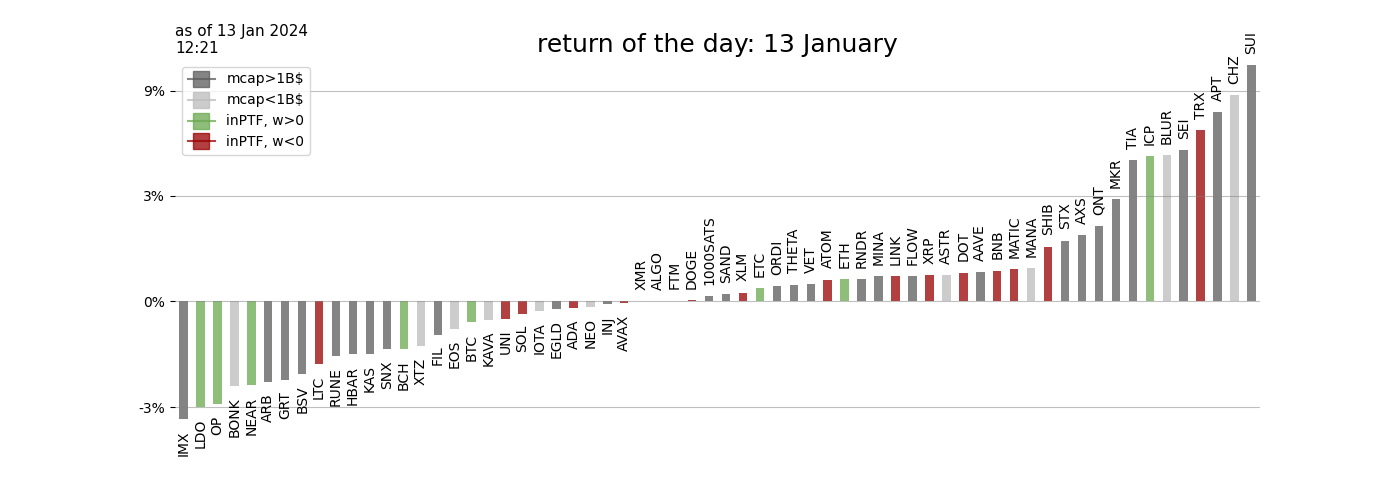 as of 13 Jan 2024
12:21
return of the day: 13 January
mcap>1B$
mcap<1B$
inPTF, w>0
inPTF, w<0
9%
3%
0%
-3%
IMX
LDO
OP
BONK
NEAR
ARB
GRT
BSV
LTC
RUNE
HBAR
KAS
SNX
BCH
XTZ
FIL
EOS
BTC
KAVA
UNI
SOL
IOTA
EGLD
ADA
NEO
INJ
AVAX
XMR
ALGO
FTM
DOGE
1000SATS
SAND
XLM
ETC
ORDI
THETA
VET
ATOM
ETH
RNDR
MINA
LINK
FLOW
XRP
ASTR
DOT
AAVE
BNB
MATIC
MANA
SHIB
STX
AXS
QNT
MKR
TIA
ICP
BLUR
SEI
TRX
APT
CHZ
SUI